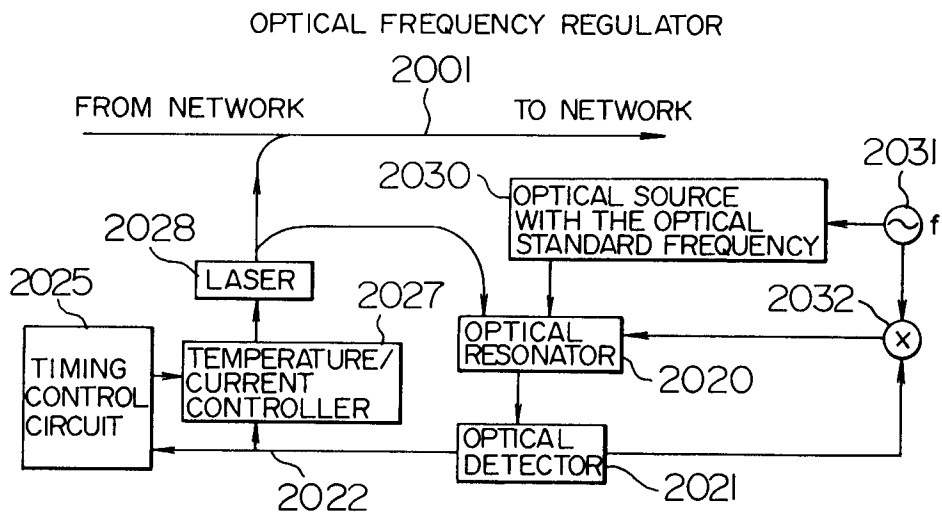 OPTICAL FREQUENCY REGULATOR
2001
FROM NETWORK
TO NETWORK
2031
2030
OPTICAL SOURCE
WITH THE OPTICAL
STANDARD FREQUENCY
f
2028
LASER
2025
2027
2032
TIMING
CONTROL
CIRCUIT
TEMPERATURE/
CURRENT
CONTROLLER
OPTICAL
RESONATOR
2020
×
OPTICAL
DETECTOR
2022
2021